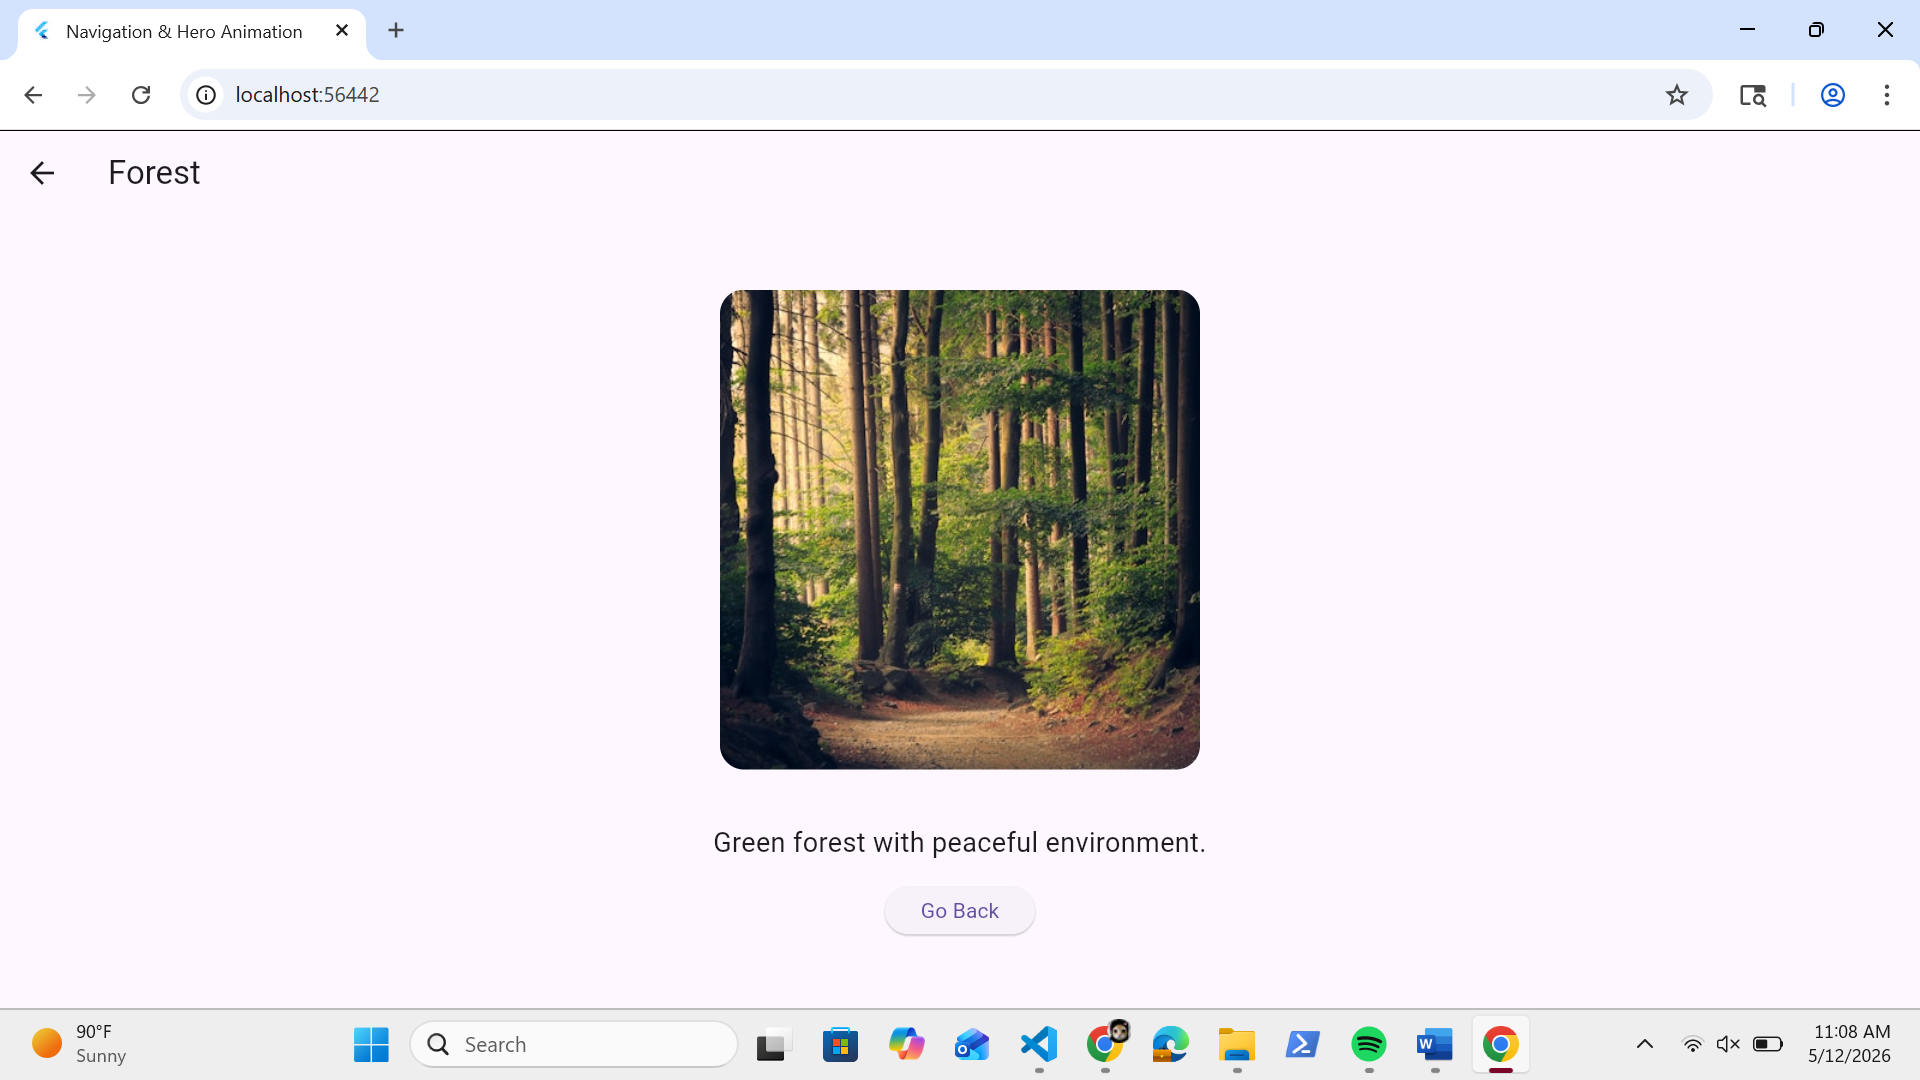 Navigation & Hero Animation
localhost:56442
Forest
Green forest with peaceful environment.
Go Back
90°F
Sunny
Search
11:08 AM
5/12/2026